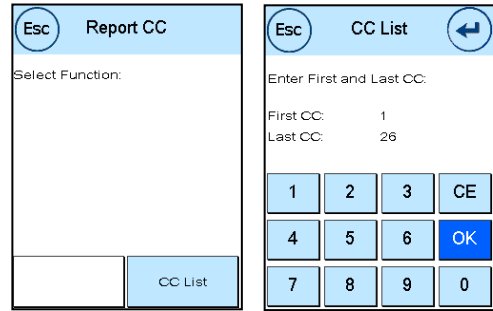 Esc Report CC
Select Function:
CC List
Esc CC List
Enter First and Last CC:
First CC: 1
Last CC: 26
1 2 3 CE
4 5 6 OK
7 8 9 0